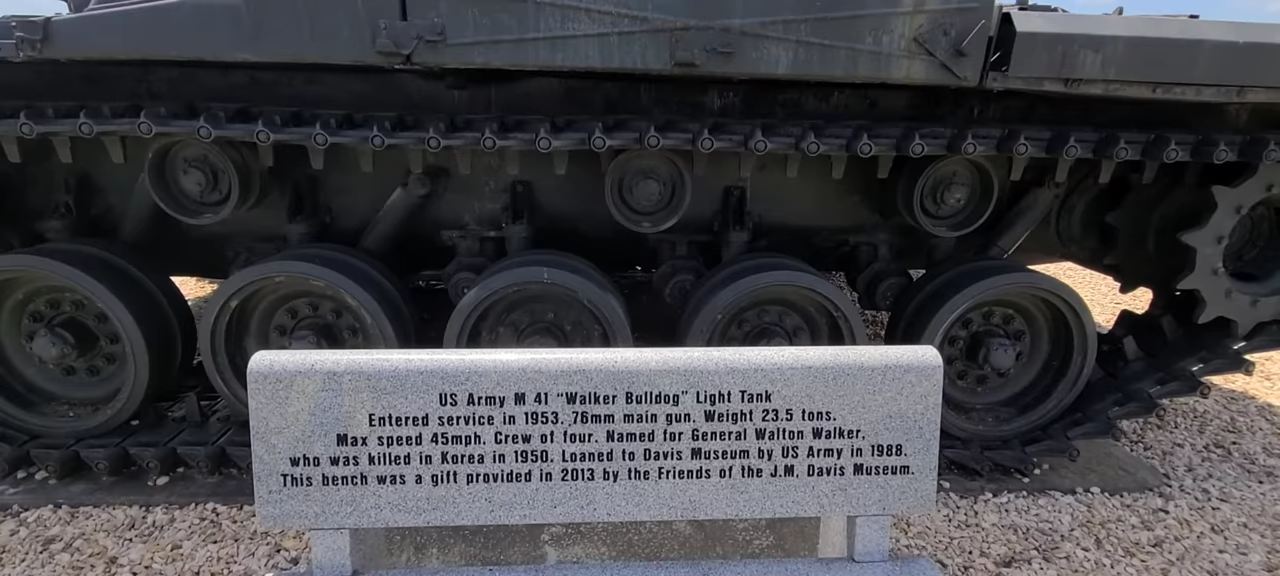 US Army M 41 "Walker Bulldog" Light Tank
Entered service in 1953. 76mm main gun. Weight 23.5 tons.
Max speed 45mph. Crew of four. Named for General Walton Walker,
who was killed in Korea in 1950. Loaned to Davis Museum by US Army in 1988.
This bench was a gift provided in 2013 by the Friends of the J.M. Davis Museum.